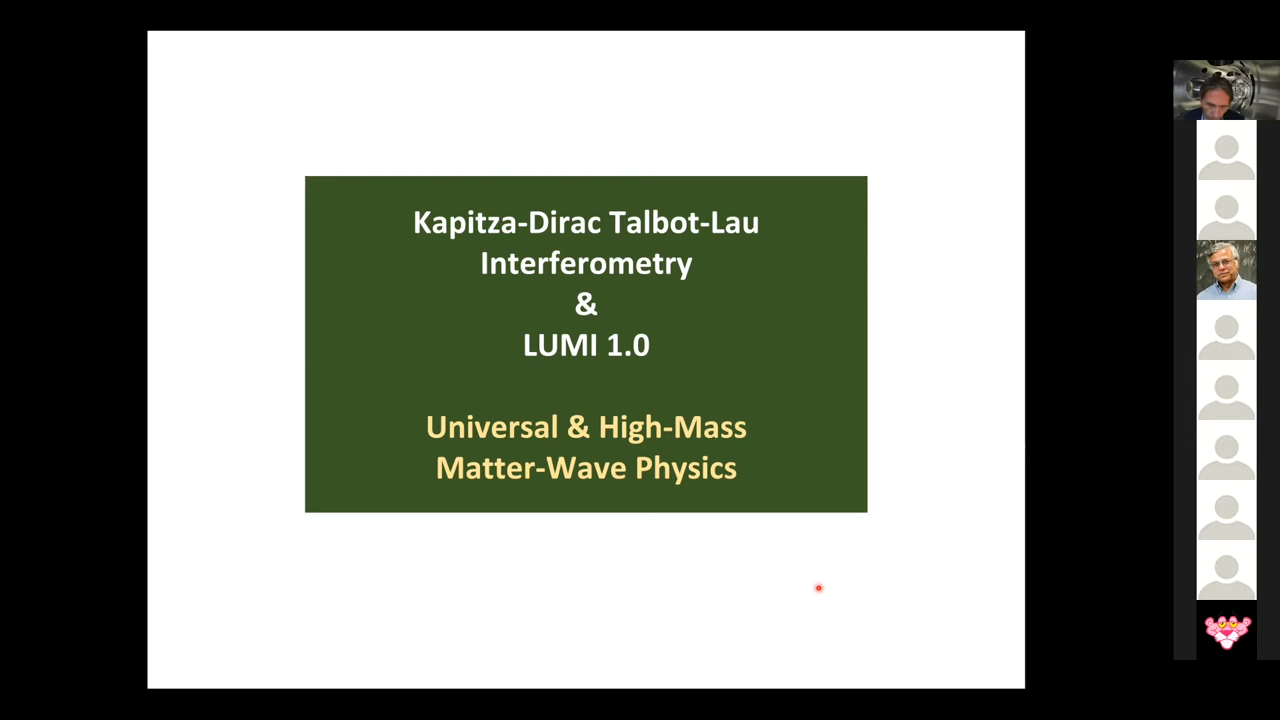 Kapitza-Dirac Talbot-Lau
Interferometry
&
LUMI 1.0
Universal & High-Mass
Matter-Wave Physics